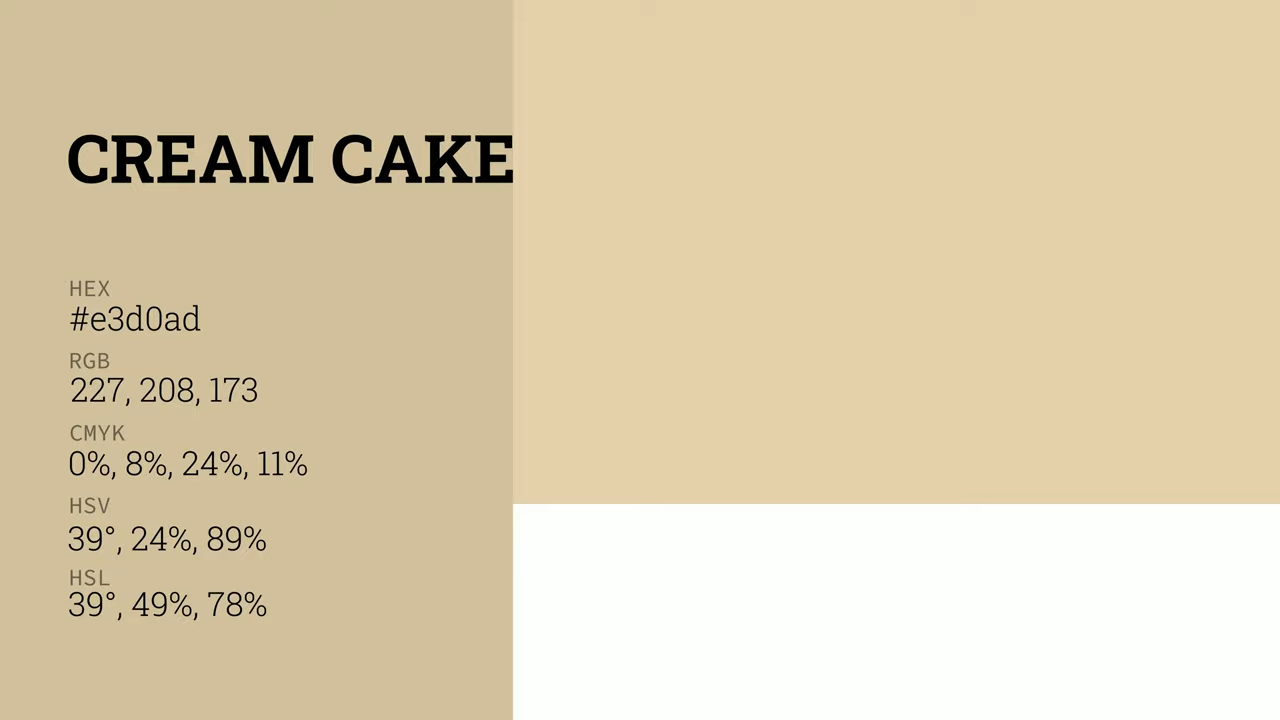 CREAM CAKE
HEX
#e3d0ad
RGB
227, 208, 173
CMYK
0%, 8%, 24%, 11%
HSV
39°, 24%, 89%
HSL
39°, 49%, 78%